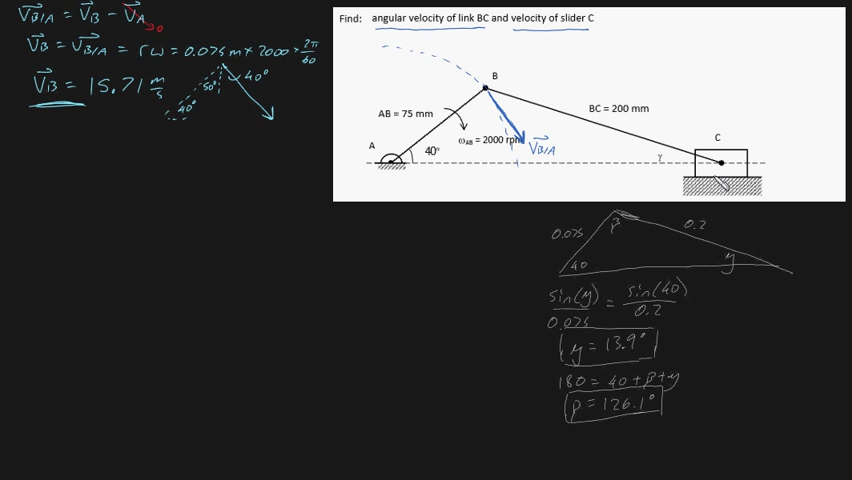 V⃗B/A = V⃗B - V⃗A → 0
V⃗B = V⃗B/A = rω = 0.075m * 2000 * 2π/60
V⃗B = 15.71 m/s
50° 40°
40°
Find: angular velocity of link BC and velocity of slider C
B
AB = 75 mm
BC = 200 mm
A
40°
ωAB = 2000 rpm
V⃗B/A
C
γ
0.075
β
0.2
40
γ
sin(γ)/0.075 = sin(40)/0.2
γ = 13.9°
180 = 40 + β + γ
β = 126.1°